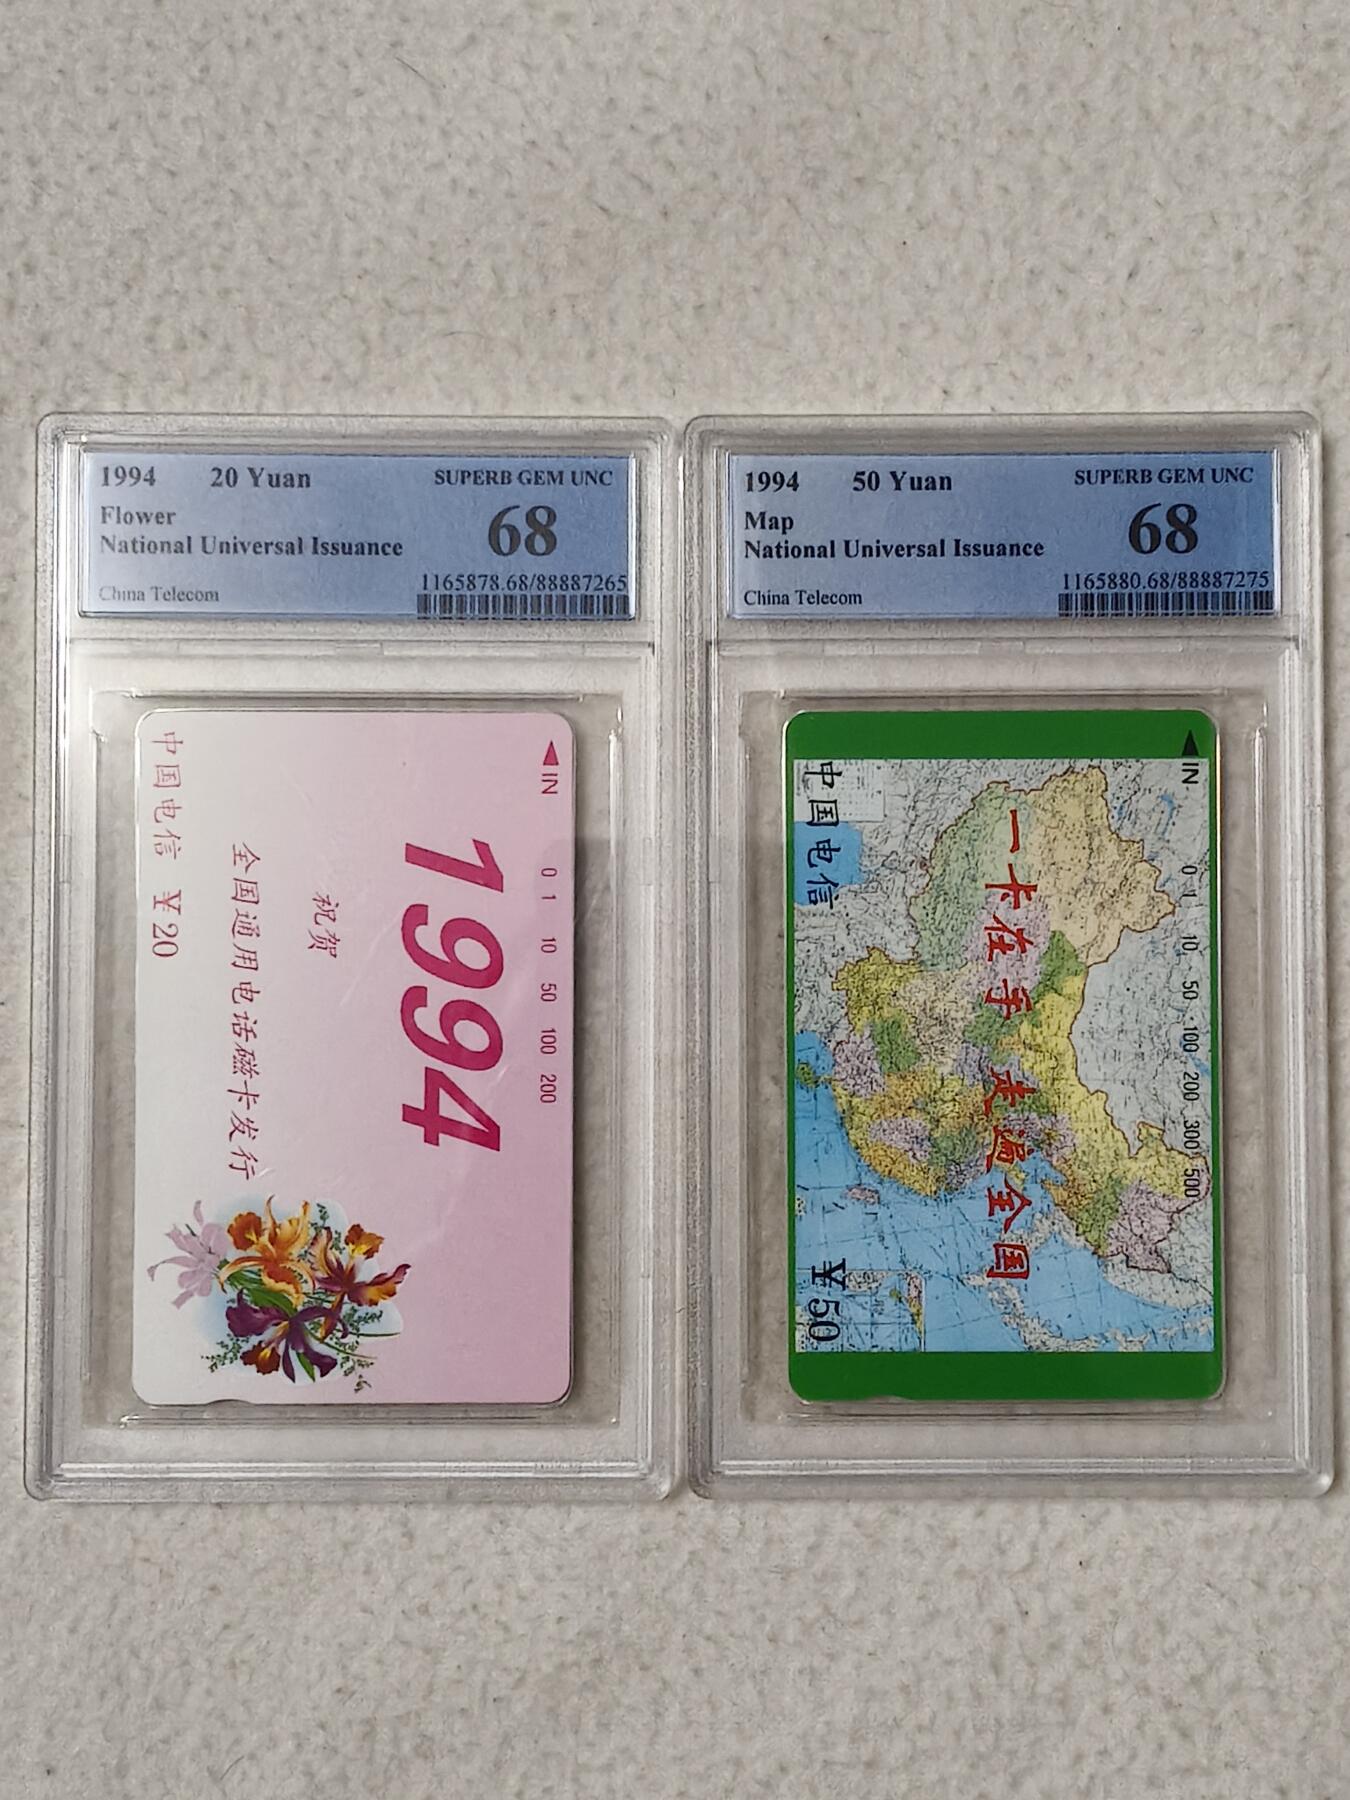 1994 20 Yuan SUPERB GEM UNC
Flower 68
National Universal Issuance
1165878.68/88887265
China Telecom
◀IN 0 1 10 50 100 200
1994
祝贺
全国通用电话磁卡发行
中国电信 ¥20
1994 50 Yuan SUPERB GEM UNC
Map 68
National Universal Issuance
1165880.68/88887275
China Telecom
◀IN 0 1 10 50 100 200 300 500
一卡在手 走遍全国
中国电信 ¥50